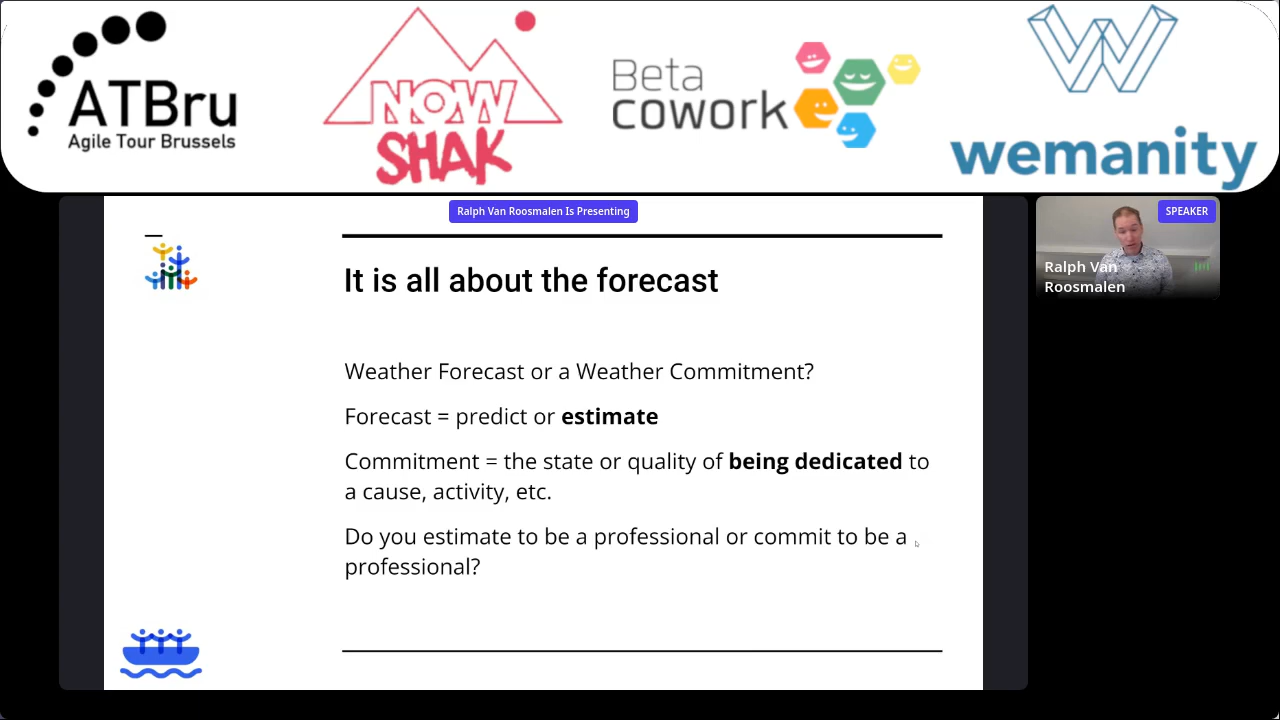 ATBru
Agile Tour Brussels
NOW
SHAK
Beta
cowork
wemanity
Ralph Van Roosmalen Is Presenting
SPEAKER
Ralph Van
Roosmalen
It is all about the forecast
Weather Forecast or a Weather Commitment?
Forecast = predict or estimate
Commitment = the state or quality of being dedicated to
a cause, activity, etc.
Do you estimate to be a professional or commit to be a
professional?